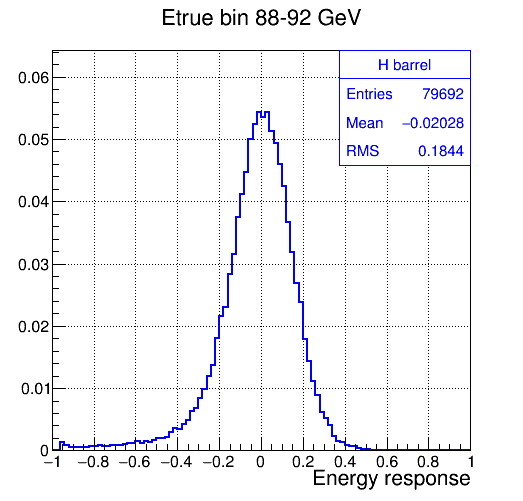 Etrue bin 88-92 GeV
H barrel
Entries 79692
Mean −0.02028
RMS 0.1844
0.06
0.05
0.04
0.03
0.02
0.01
0
−1 −0.8 −0.6 −0.4 −0.2 0 0.2 0.4 0.6 0.8 1
Energy response